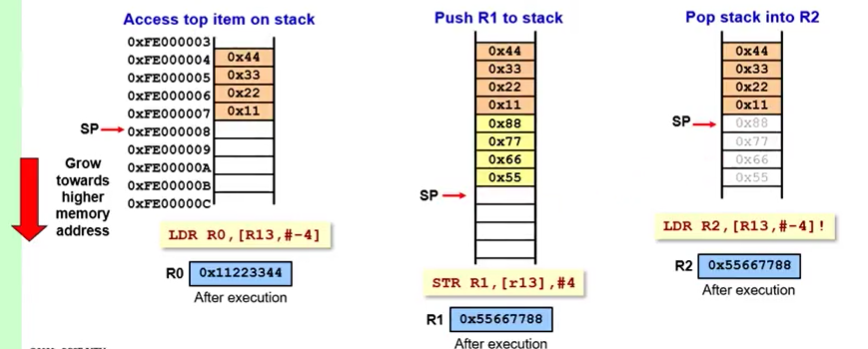 Access top item on stack
0xFE000003
0xFE000004 0x44
0xFE000005 0x33
0xFE000006 0x22
0xFE000007 0x11
SP 0xFE000008
0xFE000009
0xFE00000A
0xFE00000B
0xFE00000C
Grow
towards
higher
memory
address
LDR R0,[R13,#-4]
R0 0x11223344
After execution
Push R1 to stack
0x44
0x33
0x22
0x11
0x88
0x77
0x66
0x55
SP
STR R1,[r13],#4
R1 0x55667788
After execution
Pop stack into R2
0x44
0x33
0x22
0x11
SP 0x88
0x77
0x66
0x55
LDR R2,[R13,#-4]!
R2 0x55667788
After execution